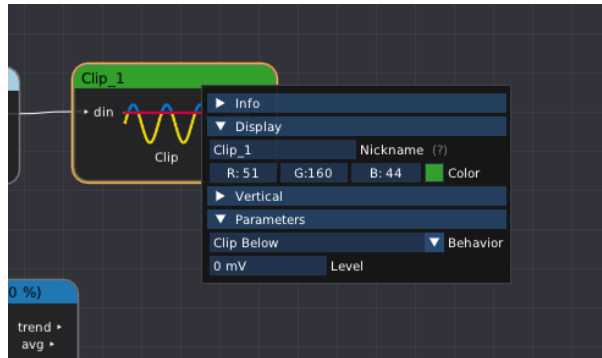 Clip_1
din
Clip
Info
Display
Clip_1 Nickname (?)
R: 51 G:160 B: 44 Color
Vertical
Parameters
Clip Below Behavior
0 mV Level
0 %)
trend
avg